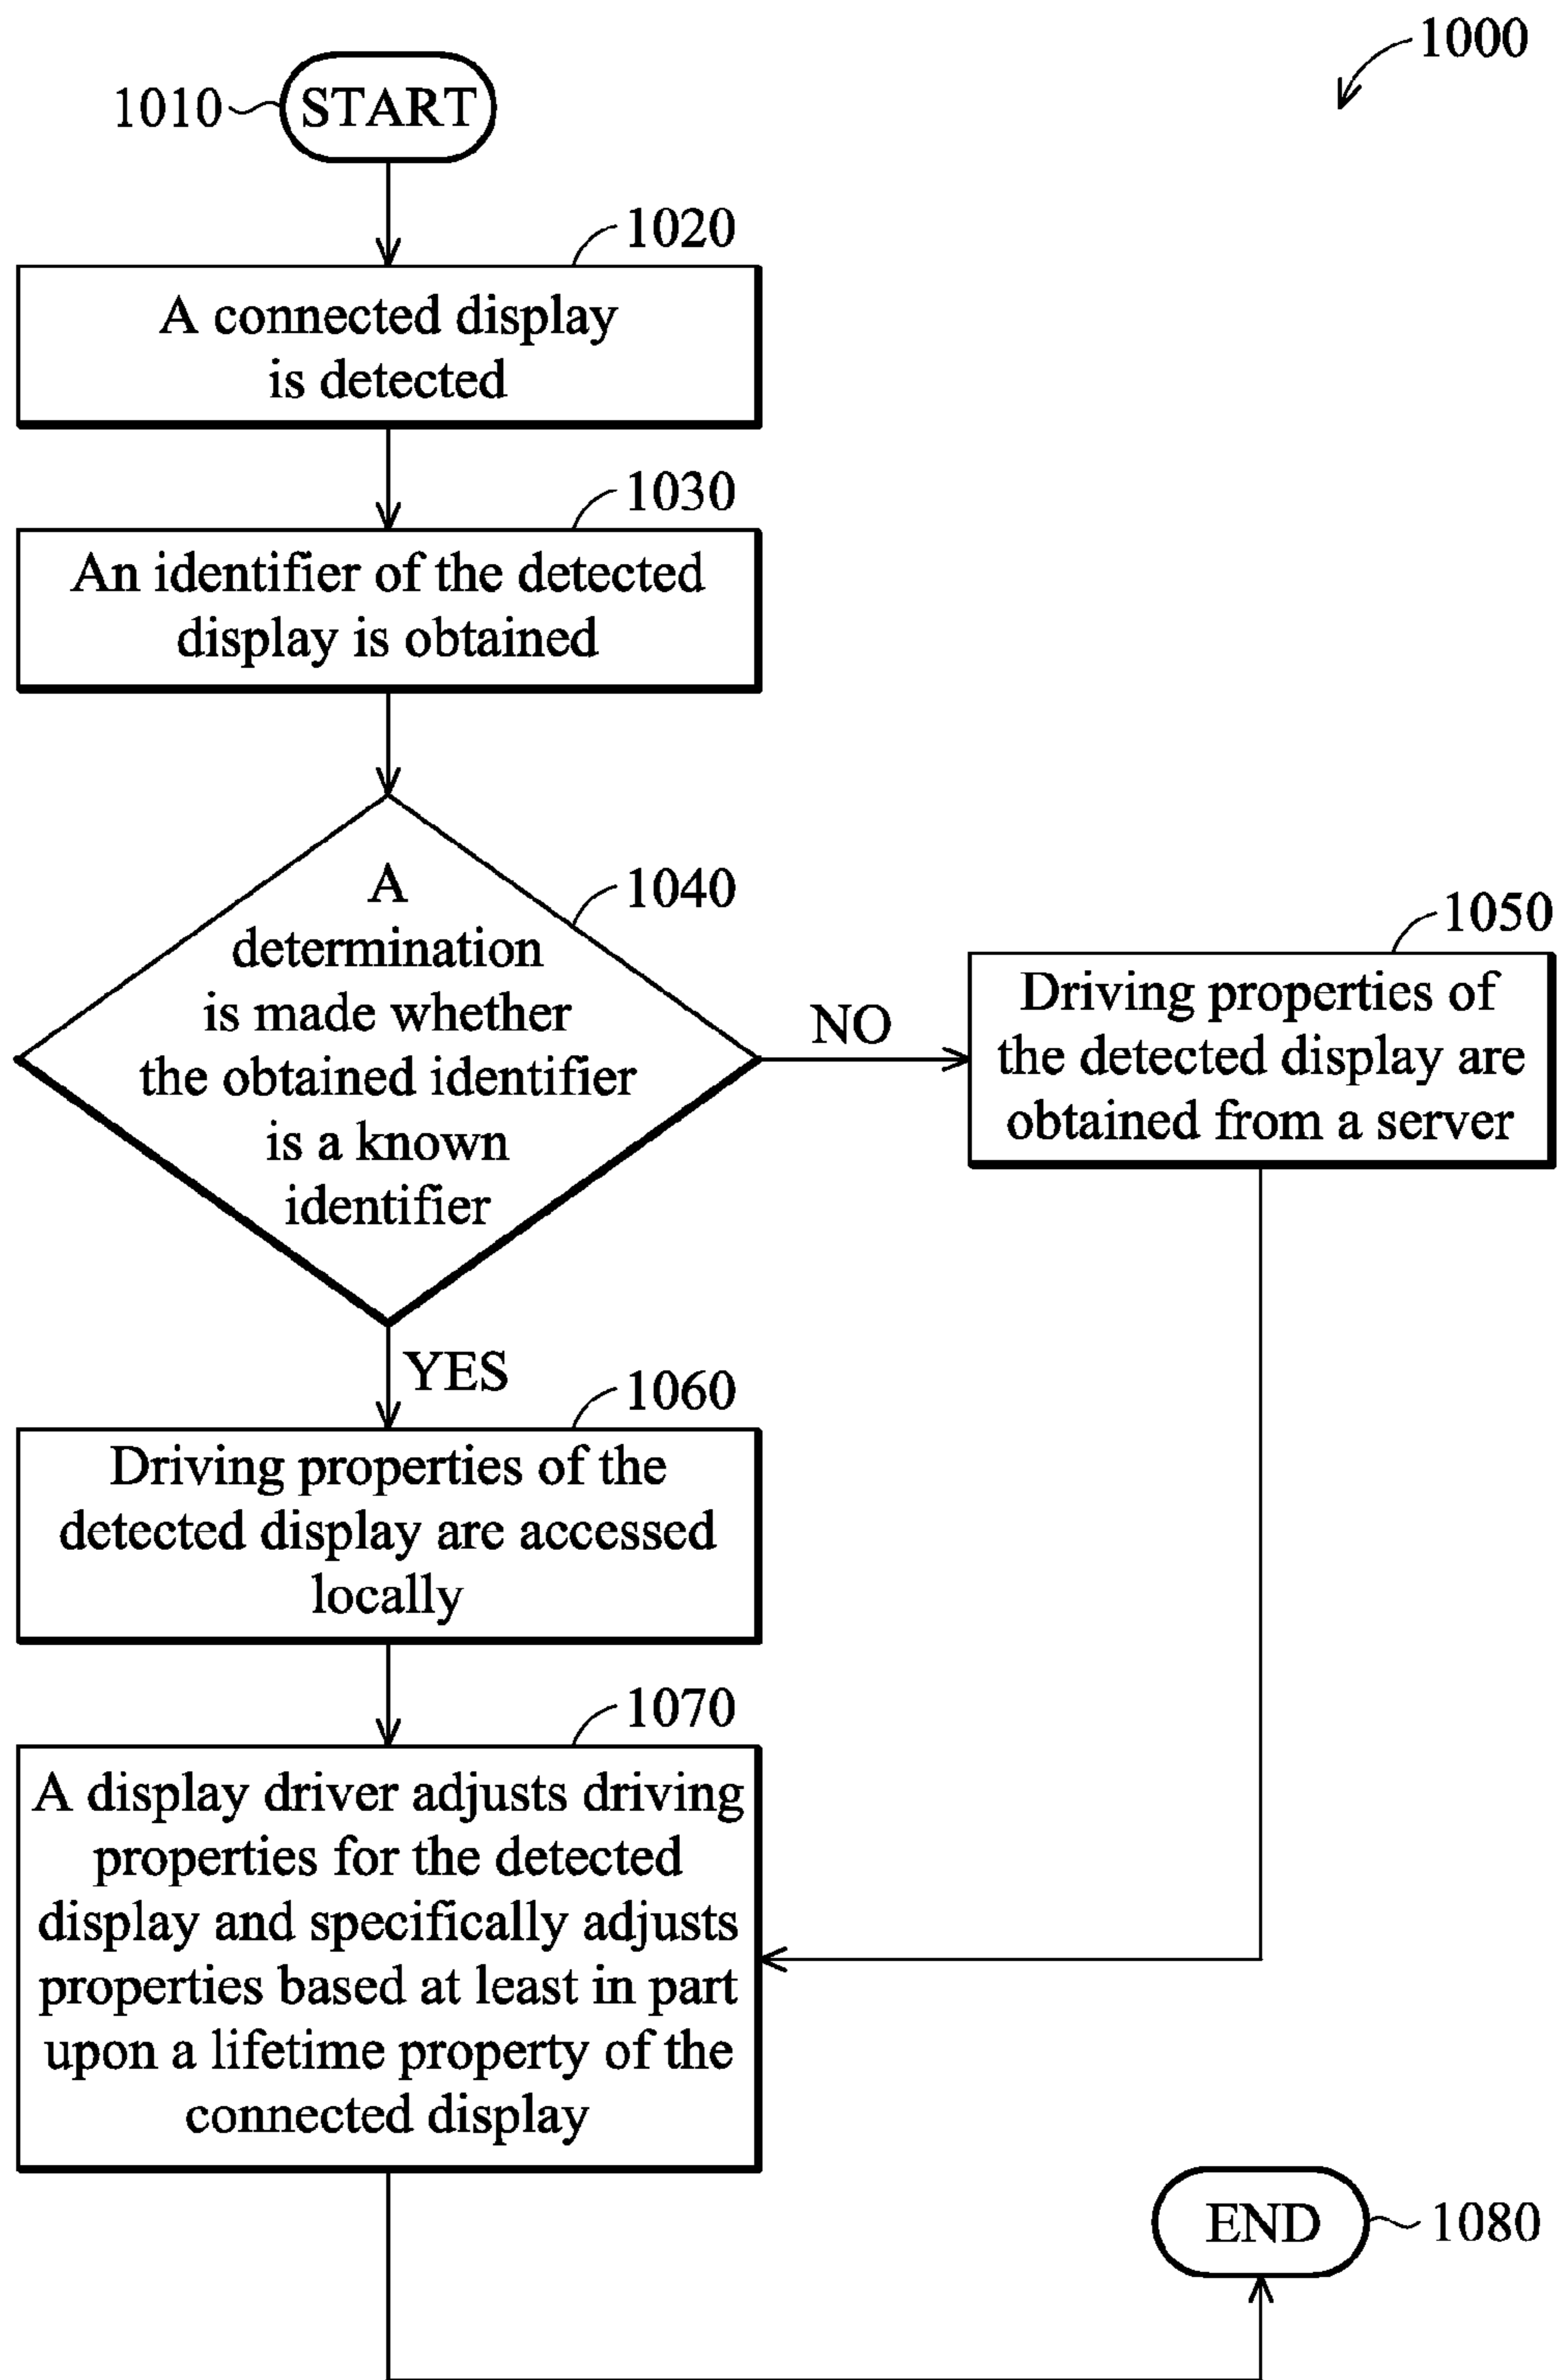 1000
1010
START
1020
A connected display
is detected
1030
An identifier of the detected
display is obtained
1040
A
determination
is made whether
the obtained identifier
is a known
identifier
NO
1050
Driving properties of
the detected display are
obtained from a server
YES
1060
Driving properties of the
detected display are accessed
locally
1070
A display driver adjusts driving
properties for the detected
display and specifically adjusts
properties based at least in part
upon a lifetime property of the
connected display
END
1080